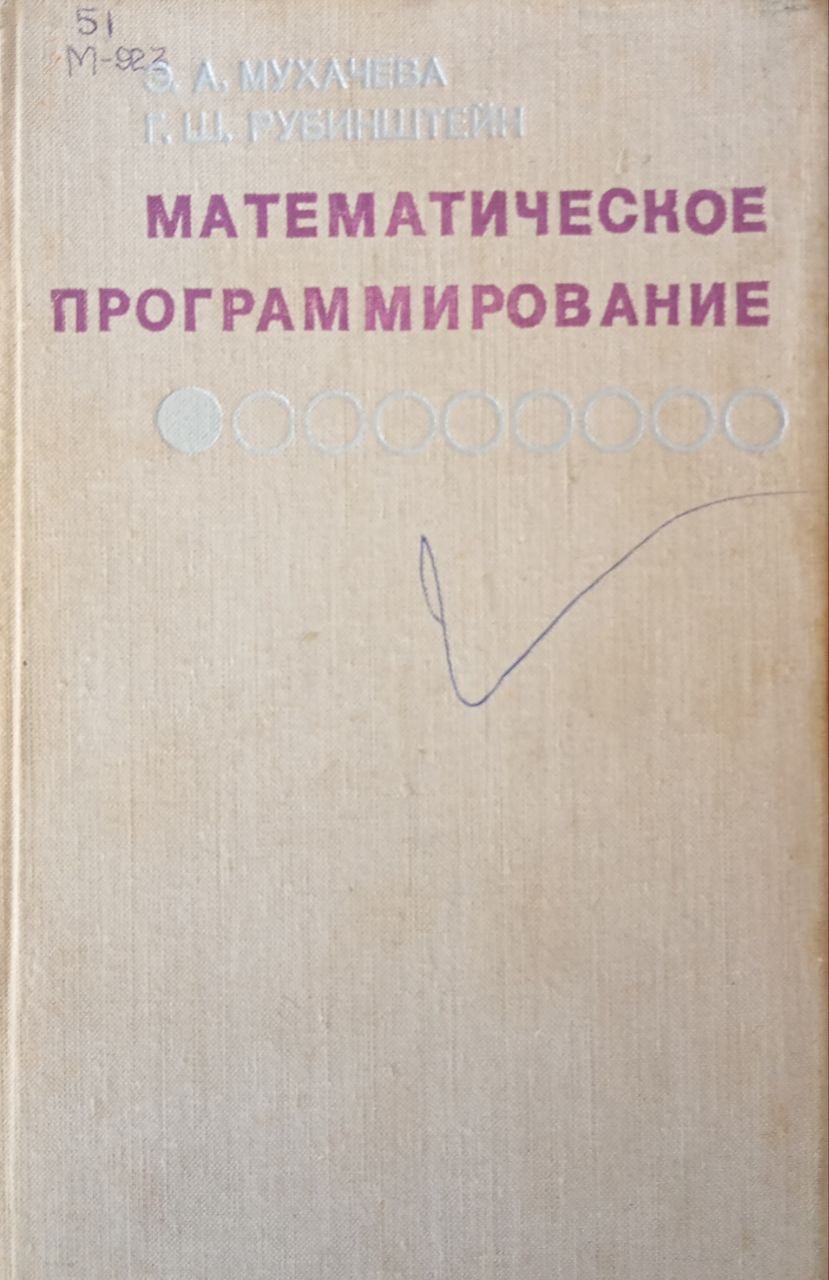 51
М-923
Э. А. МУХАЧЕВА
Г. Ш. РУБИНШТЕЙН
МАТЕМАТИЧЕСКОЕ
ПРОГРАММИРОВАНИЕ